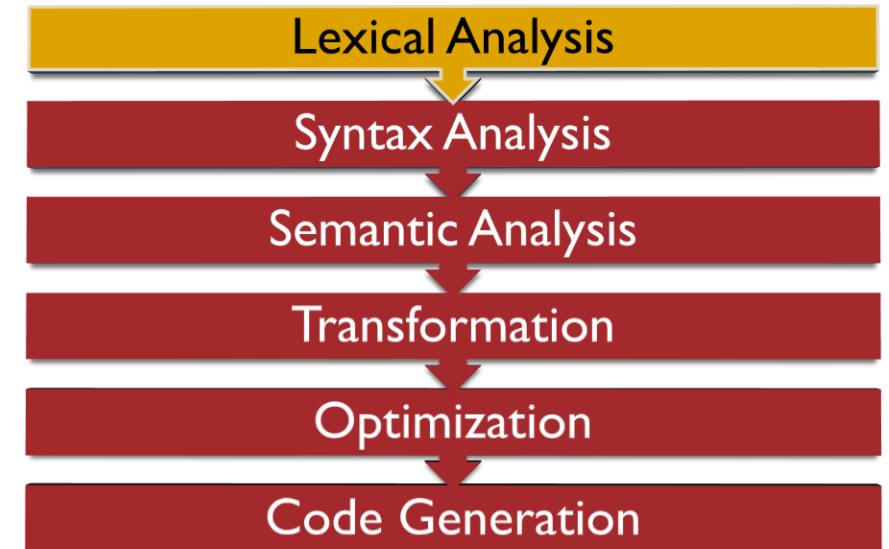 Lexical Analysis
Syntax Analysis
Semantic Analysis
Transformation
Optimization
Code Generation